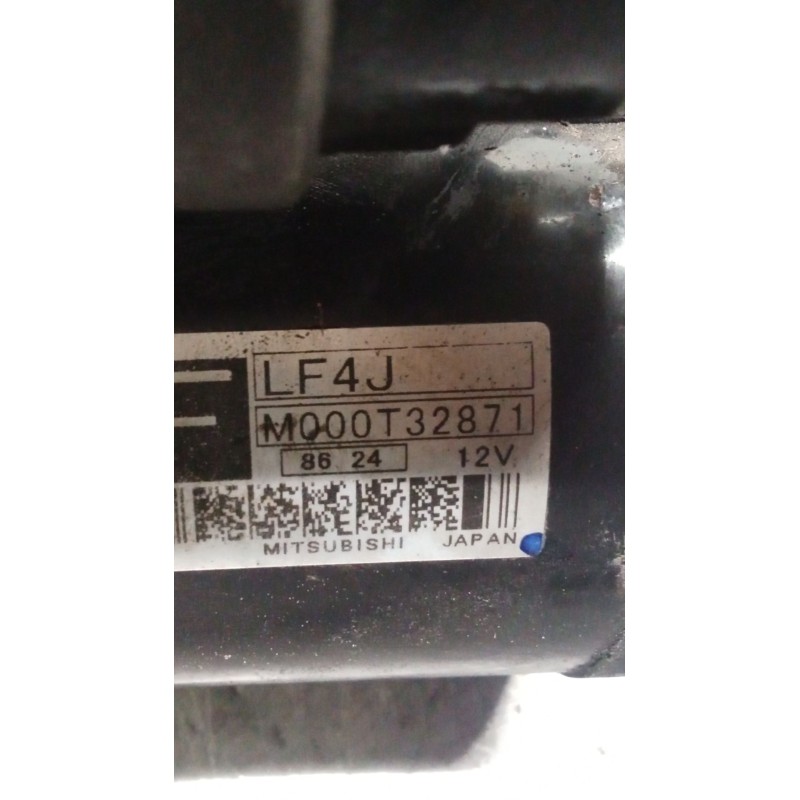 LF4J
M000T32871
86 24 12V
MITSUBISHI JAPAN